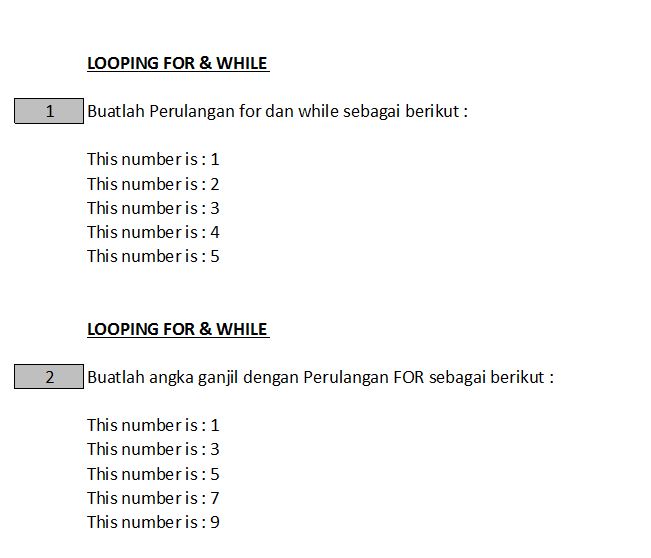 LOOPING FOR & WHILE
1 Buatlah Perulangan for dan while sebagai berikut :
This number is : 1
This number is : 2
This number is : 3
This number is : 4
This number is : 5
LOOPING FOR & WHILE
2 Buatlah angka ganjil dengan Perulangan FOR sebagai berikut :
This number is : 1
This number is : 3
This number is : 5
This number is : 7
This number is : 9